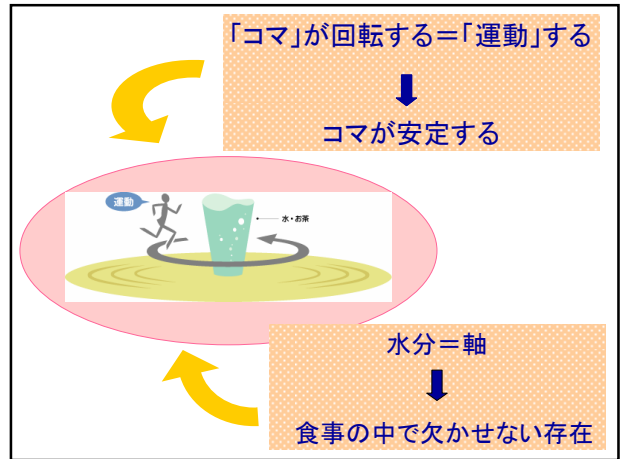 「コマ」が回転する＝「運動」する
コマが安定する
運動
水・お茶
水分＝軸
食事の中で欠かせない存在